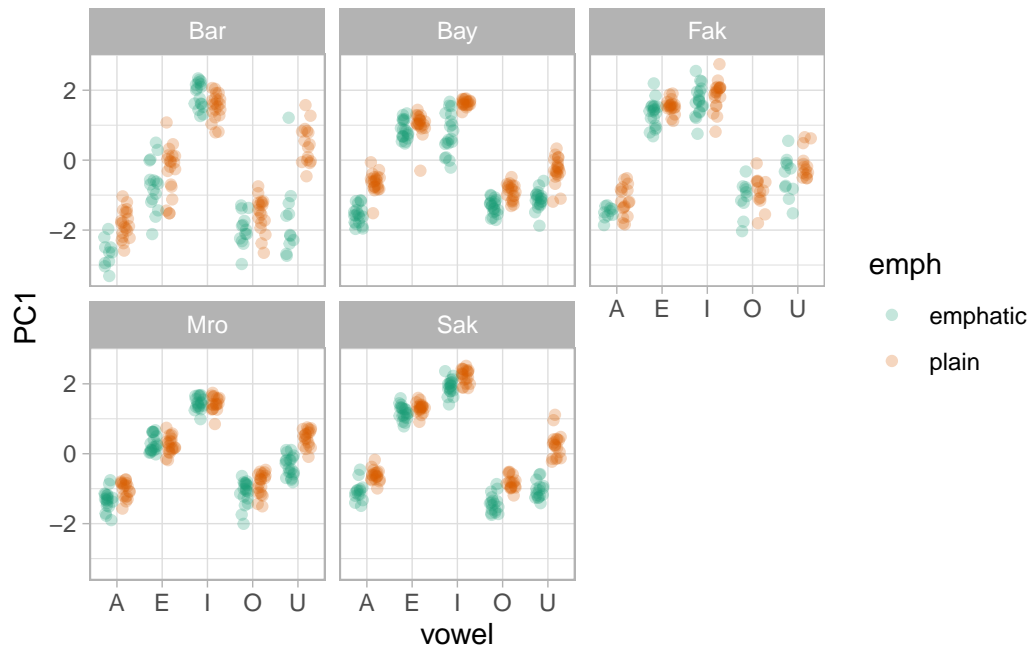 Bar Bay Fak
2
0
−2
A E I O U
Mro Sak
2
0
−2
A E I O U A E I O U
vowel
PC1
emph
emphatic
plain